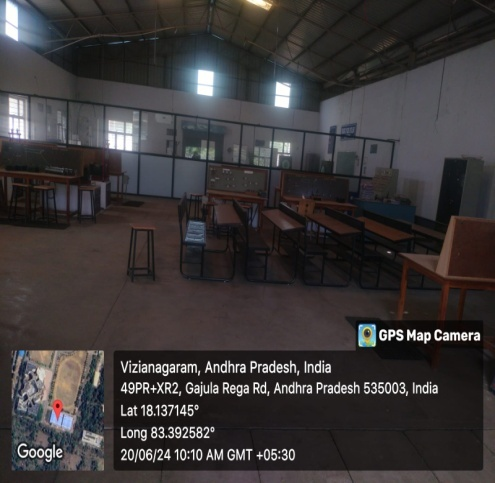 GPS Map Camera
Vizianagaram, Andhra Pradesh, India
49PR+XR2, Gajula Rega Rd, Andhra Pradesh 535003, India
Lat 18.137145°
Long 83.392582°
20/06/24 10:10 AM GMT +05:30
Google